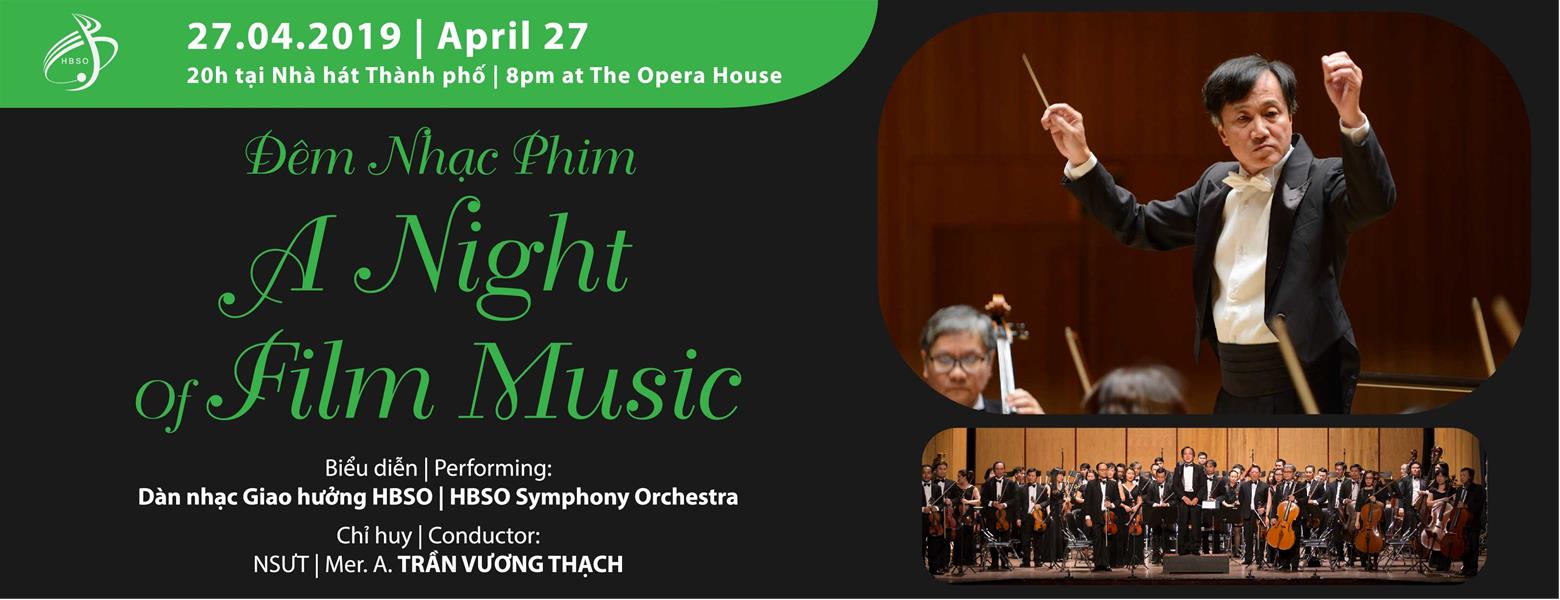 HBSO
27.04.2019 | April 27
20h tại Nhà hát Thành phố | 8pm at The Opera House
Đêm Nhạc Phim
A Night
Of Film Music
Biểu diễn | Performing:
Dàn nhạc Giao hưởng HBSO | HBSO Symphony Orchestra
Chỉ huy | Conductor:
NSƯT | Mer. A. TRẦN VƯƠNG THẠCH